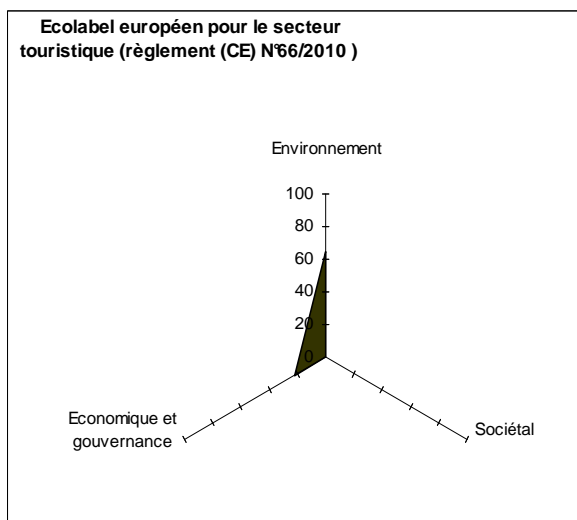 Ecolabel européen pour le secteur
touristique (règlement (CE) N°66/2010 )
Environnement
100
80
60
40
20
0
Economique et
gouvernance
Sociétal